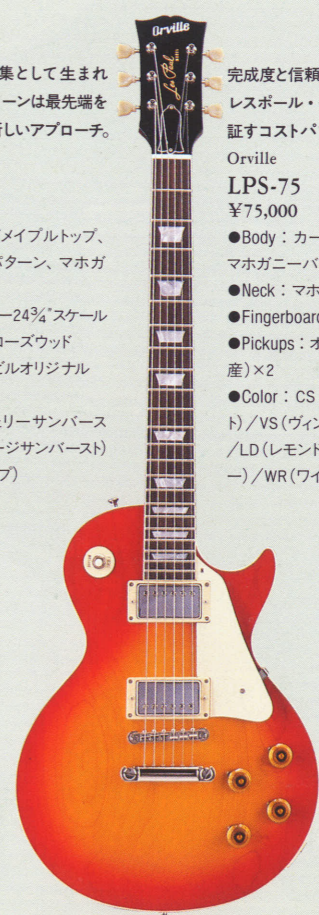 Orville
Les Paul
MODEL
集として生まれ
ーンは最先端を
しいアプローチ。
メイプルトップ、
パターン、マホガ
ー24¾"スケール
ーズウッド
ビルオリジナル
ェリーサンバース
ージサンバースト)
プ)
完成度と信頼
レスポール・
証すコストパ
Orville
LPS-75
¥75,000
●Body：カー
マホガニーバ
●Neck：マホ
●Fingerboard
●Pickups：オ
産)×2
●Color：CS
ト)／VS(ヴィン
／LD(レモンド
ー)／WR(ワイ